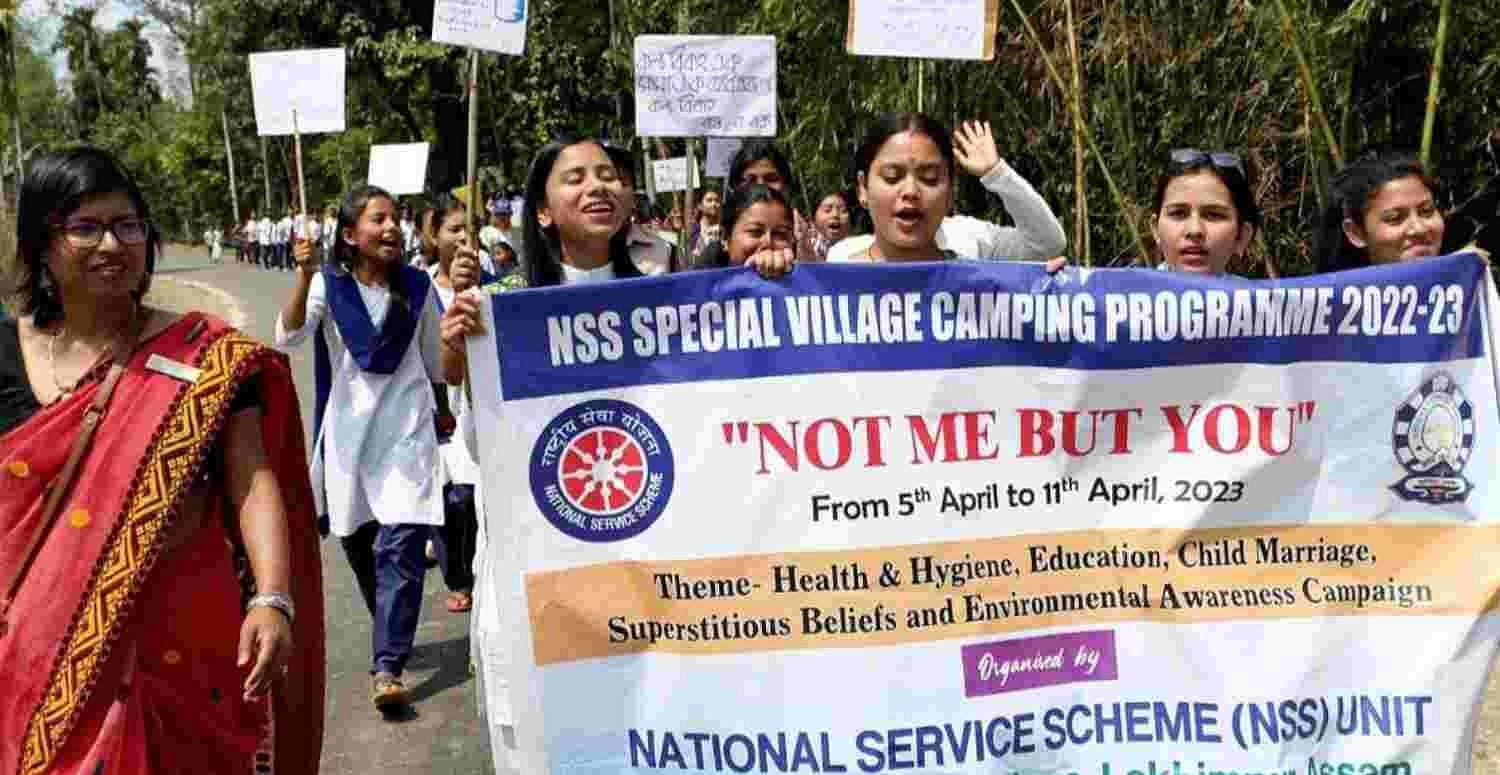 NSS SPECIAL VILLAGE CAMPING PROGRAMME 2022-23
राष्ट्रीय सेवा योजना
NATIONAL SERVICE SCHEME
"NOT ME BUT YOU"
From 5th April to 11th April, 2023
Theme- Health & Hygiene, Education, Child Marriage,
Superstitious Beliefs and Environmental Awareness Campaign
Organised by
NATIONAL SERVICE SCHEME (NSS) UNIT
Lakhimpur Assam